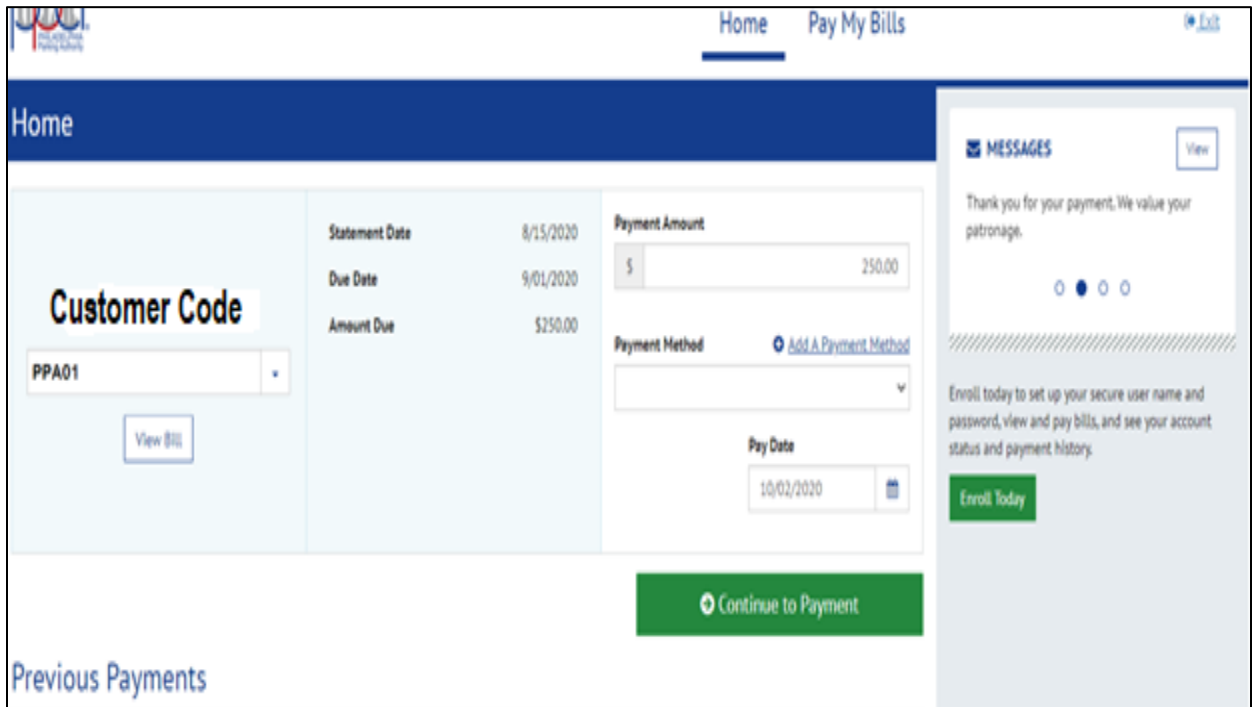 PHILADELPHIA
Parking Authority
Home
Pay My Bills
Exit
Home
Customer Code
PPA01
View Bill
Statement Date 8/15/2020
Due Date 9/01/2020
Amount Due $250.00
Payment Amount
$ 250.00
Payment Method
Add A Payment Method
Pay Date
10/02/2020
Continue to Payment
MESSAGES
View
Thank you for your payment. We value your
patronage.
Enroll today to set up your secure user name and
password, view and pay bills, and see your account
status and payment history.
Enroll Today
Previous Payments